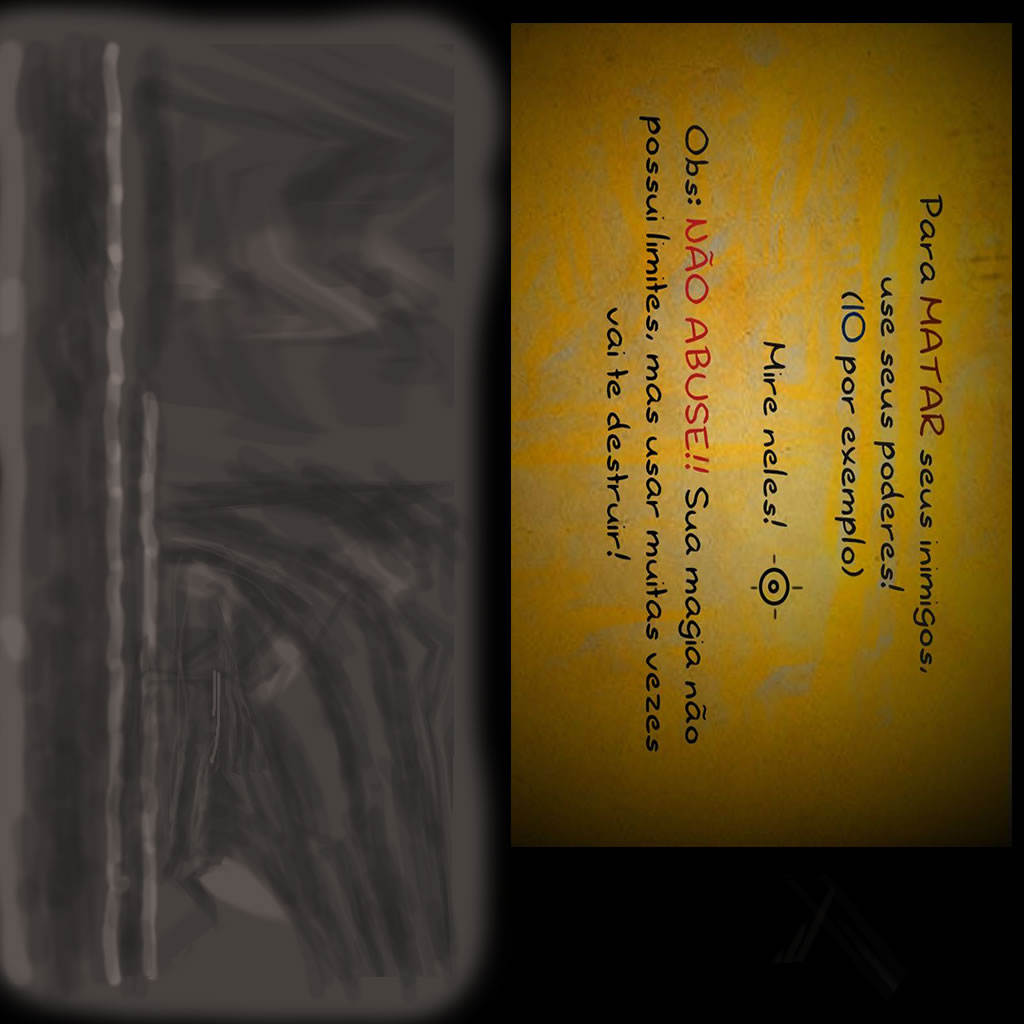 Para MATAR seus inimigos,
use seus poderes!
(10 por exemplo)
Mire neles!
Obs: NÃO ABUSE!! Sua magia não
possui limites, mas usar muitas vezes
vai te destruir!